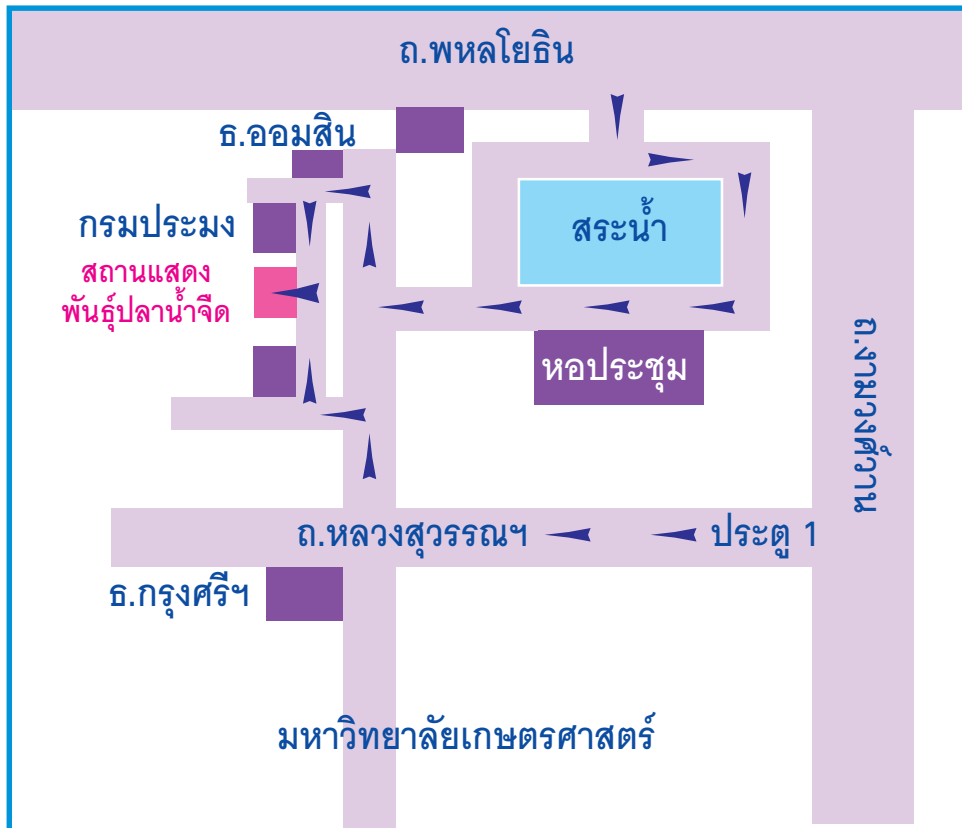 ถ.พหลโยธิน
ธ.ออมสิน
สระน้ำ
กรมประมง
สถานแสดง
พันธุ์ปลาน้ำจืด
หอประชุม
ถ.งามวงศ์วาน
ถ.หลวงสุวรรณฯ
ประตู 1
ธ.กรุงศรีฯ
มหาวิทยาลัยเกษตรศาสตร์